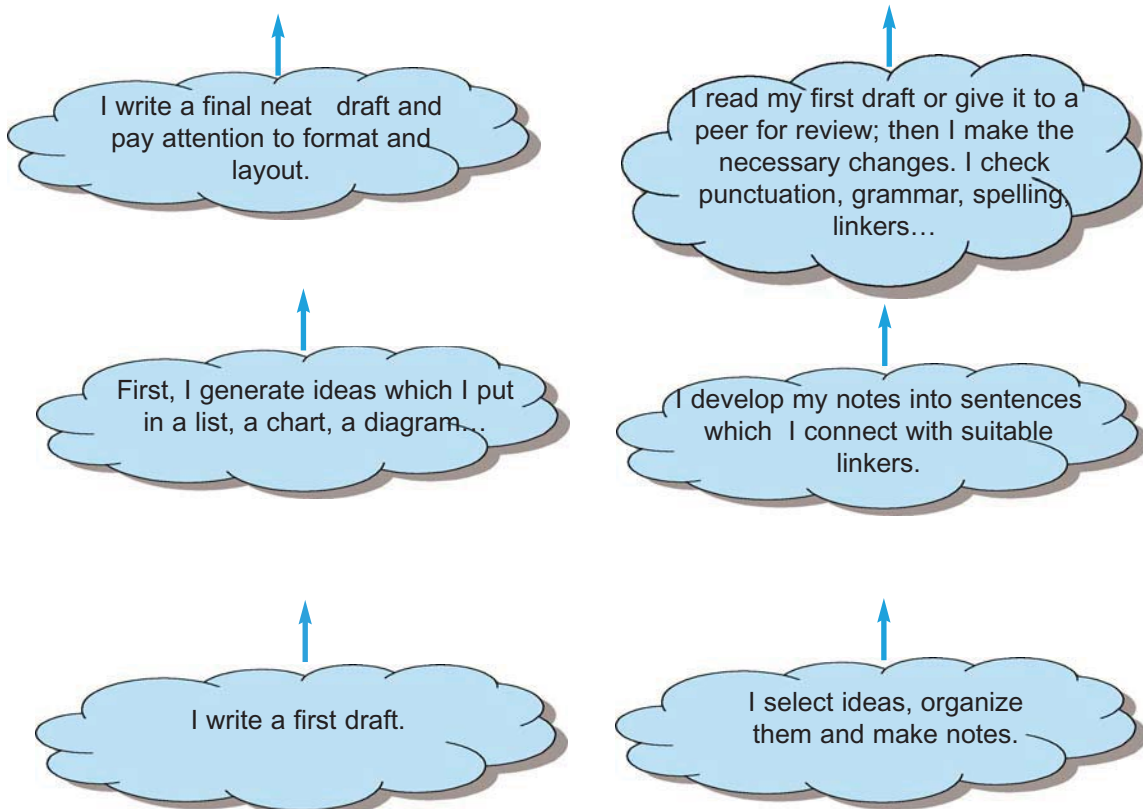 I write a final neat draft and
pay attention to format and
layout.
I read my first draft or give it to a
peer for review; then I make the
necessary changes. I check
punctuation, grammar, spelling,
linkers…
First, I generate ideas which I put
in a list, a chart, a diagram…
I develop my notes into sentences
which I connect with suitable
linkers.
I write a first draft.
I select ideas, organize
them and make notes.